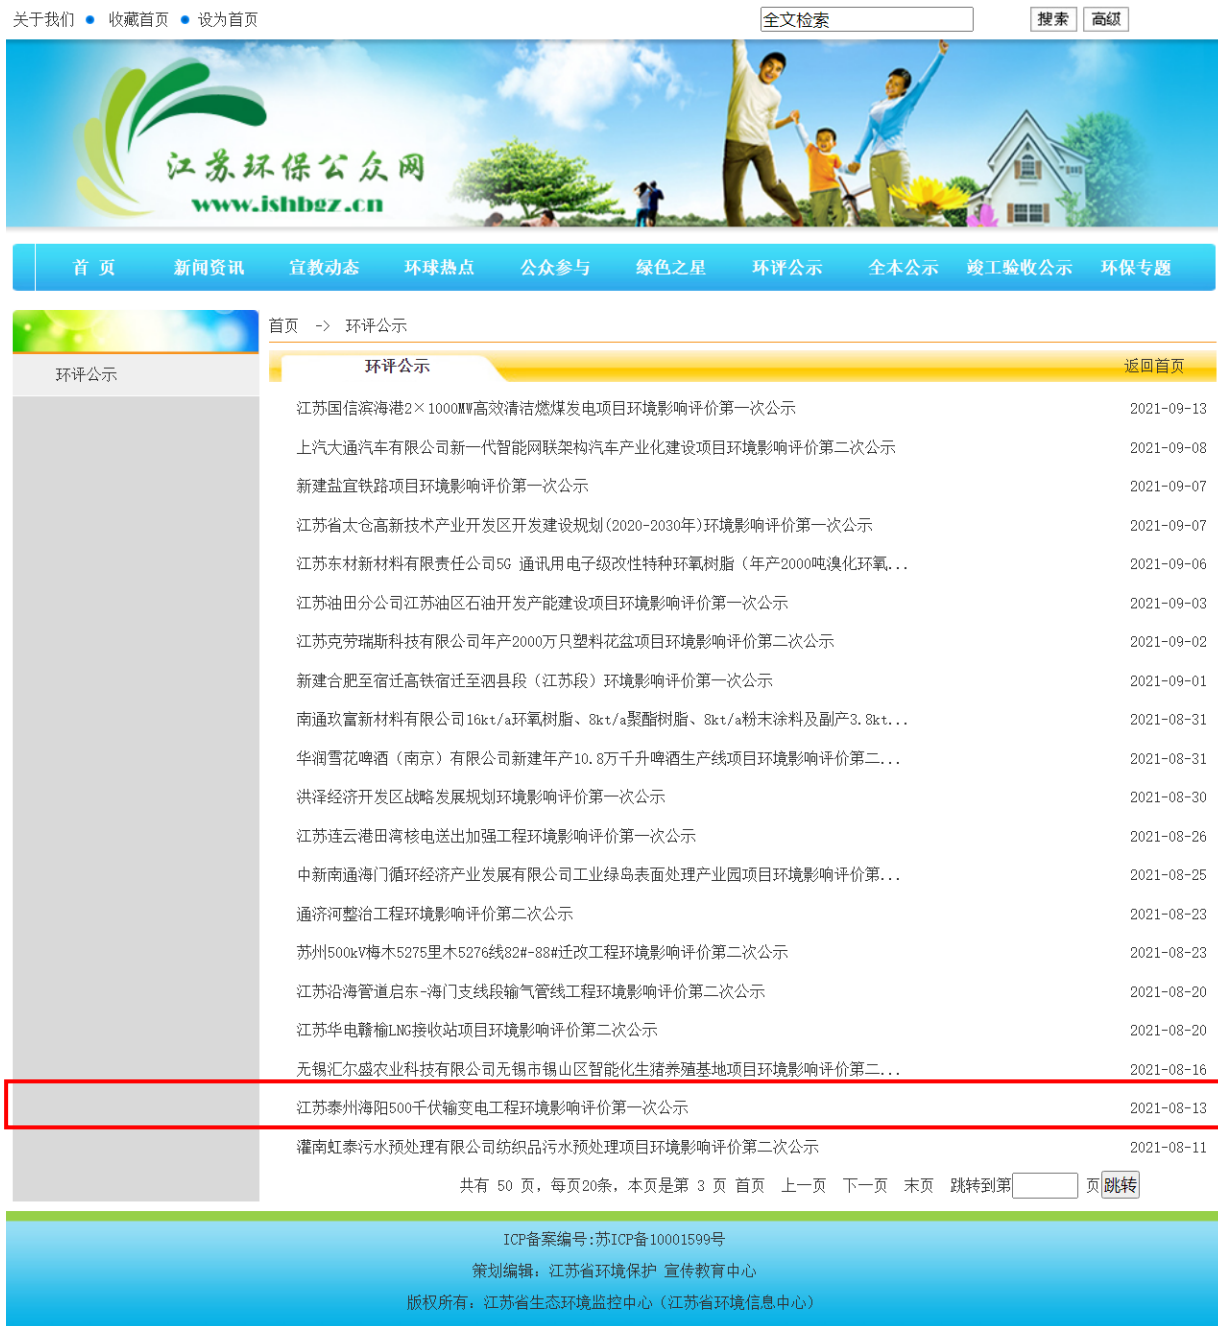 关于我们 ● 收藏首页 ● 设为首页 全文检索 搜索 高级
江苏环保公众网
www.jshbgz.cn
首 页 新闻资讯 宣教动态 环球热点 公众参与 绿色之星 环评公示 全本公示 竣工验收公示 环保专题
首页 -> 环评公示
环评公示 返回首页
环评公示
江苏国信滨海港2×1000MW高效清洁燃煤发电项目环境影响评价第一次公示 2021-09-13
上汽大通汽车有限公司新一代智能网联架构汽车产业化建设项目环境影响评价第二次公示 2021-09-08
新建盐宜铁路项目环境影响评价第一次公示 2021-09-07
江苏省太仓高新技术产业开发区开发建设规划(2020-2030年)环境影响评价第一次公示 2021-09-07
江苏东材新材料有限责任公司5G 通讯用电子级改性特种环氧树脂（年产2000吨溴化环氧... 2021-09-06
江苏油田分公司江苏油区石油开发产能建设项目环境影响评价第一次公示 2021-09-03
江苏克劳瑞斯科技有限公司年产2000万只塑料花盆项目环境影响评价第二次公示 2021-09-02
新建合肥至宿迁高铁宿迁至泗县段（江苏段）环境影响评价第一次公示 2021-09-01
南通玖富新材料有限公司16kt/a环氧树脂、8kt/a聚酯树脂、8kt/a粉末涂料及副产3.8kt... 2021-08-31
华润雪花啤酒（南京）有限公司新建年产10.8万千升啤酒生产线项目环境影响评价第二... 2021-08-31
洪泽经济开发区战略发展规划环境影响评价第一次公示 2021-08-30
江苏连云港田湾核电送出加强工程环境影响评价第一次公示 2021-08-26
中新南通海门循环经济产业发展有限公司工业绿岛表面处理产业园项目环境影响评价第... 2021-08-25
通济河整治工程环境影响评价第二次公示 2021-08-23
苏州500kV梅木5275里木5276线82#-88#迁改工程环境影响评价第二次公示 2021-08-23
江苏沿海管道启东-海门支线段输气管线工程环境影响评价第二次公示 2021-08-20
江苏华电赣榆LNG接收站项目环境影响评价第二次公示 2021-08-20
无锡汇尔盛农业科技有限公司无锡市锡山区智能化生猪养殖基地项目环境影响评价第二... 2021-08-16
江苏泰州海阳500千伏输变电工程环境影响评价第一次公示 2021-08-13
灌南虹泰污水预处理有限公司纺织品污水预处理项目环境影响评价第二次公示 2021-08-11
共有 50 页，每页20条，本页是第 3 页 首页 上一页 下一页 末页 跳转到第 页 跳转
ICP备案编号:苏ICP备10001599号
策划编辑：江苏省环境保护 宣传教育中心
版权所有：江苏省生态环境监控中心（江苏省环境信息中心）